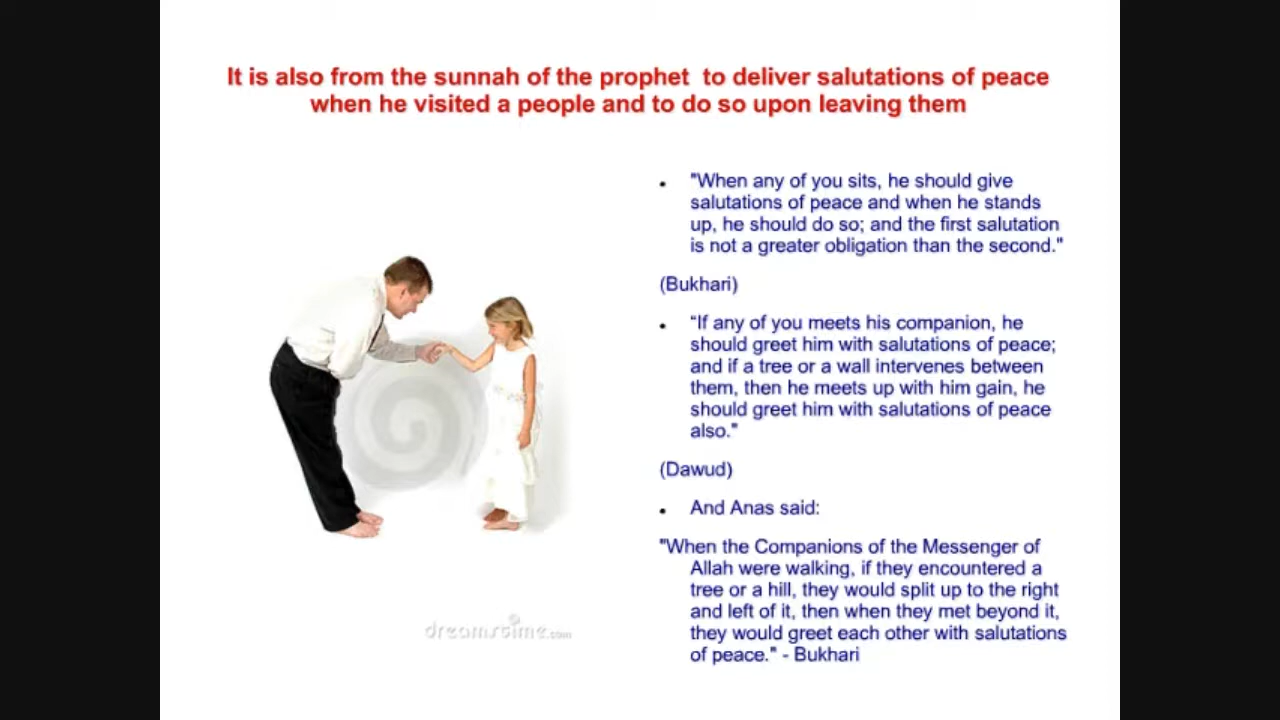 It is also from the sunnah of the prophet  to deliver salutations of peace
when he visited a people and to do so upon leaving them
• "When any of you sits, he should give
salutations of peace and when he stands
up, he should do so; and the first salutation
is not a greater obligation than the second."
(Bukhari)
• “If any of you meets his companion, he
should greet him with salutations of peace;
and if a tree or a wall intervenes between
them, then he meets up with him gain, he
should greet him with salutations of peace
also."
(Dawud)
• And Anas said:
"When the Companions of the Messenger of
Allah were walking, if they encountered a
tree or a hill, they would split up to the right
and left of it, then when they met beyond it,
they would greet each other with salutations
of peace." - Bukhari
dreamstime.com